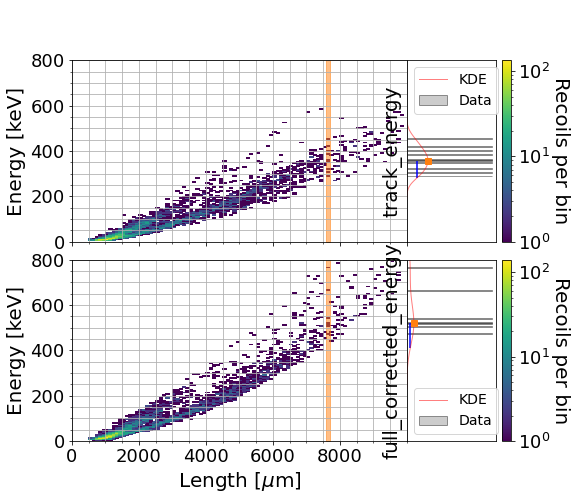 800
600
400
200
0
Energy [keV]
track_energy
KDE
Data
10²
10¹
10⁰
Recoils per bin
800
600
400
200
0
Energy [keV]
full_corrected_energy
KDE
Data
10²
10¹
10⁰
Recoils per bin
0
2000
4000
6000
8000
Length [μm]